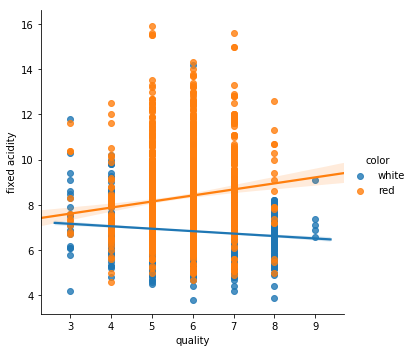 16
14
12
10
8
6
4
fixed acidity
3 4 5 6 7 8 9
quality
color
white
red